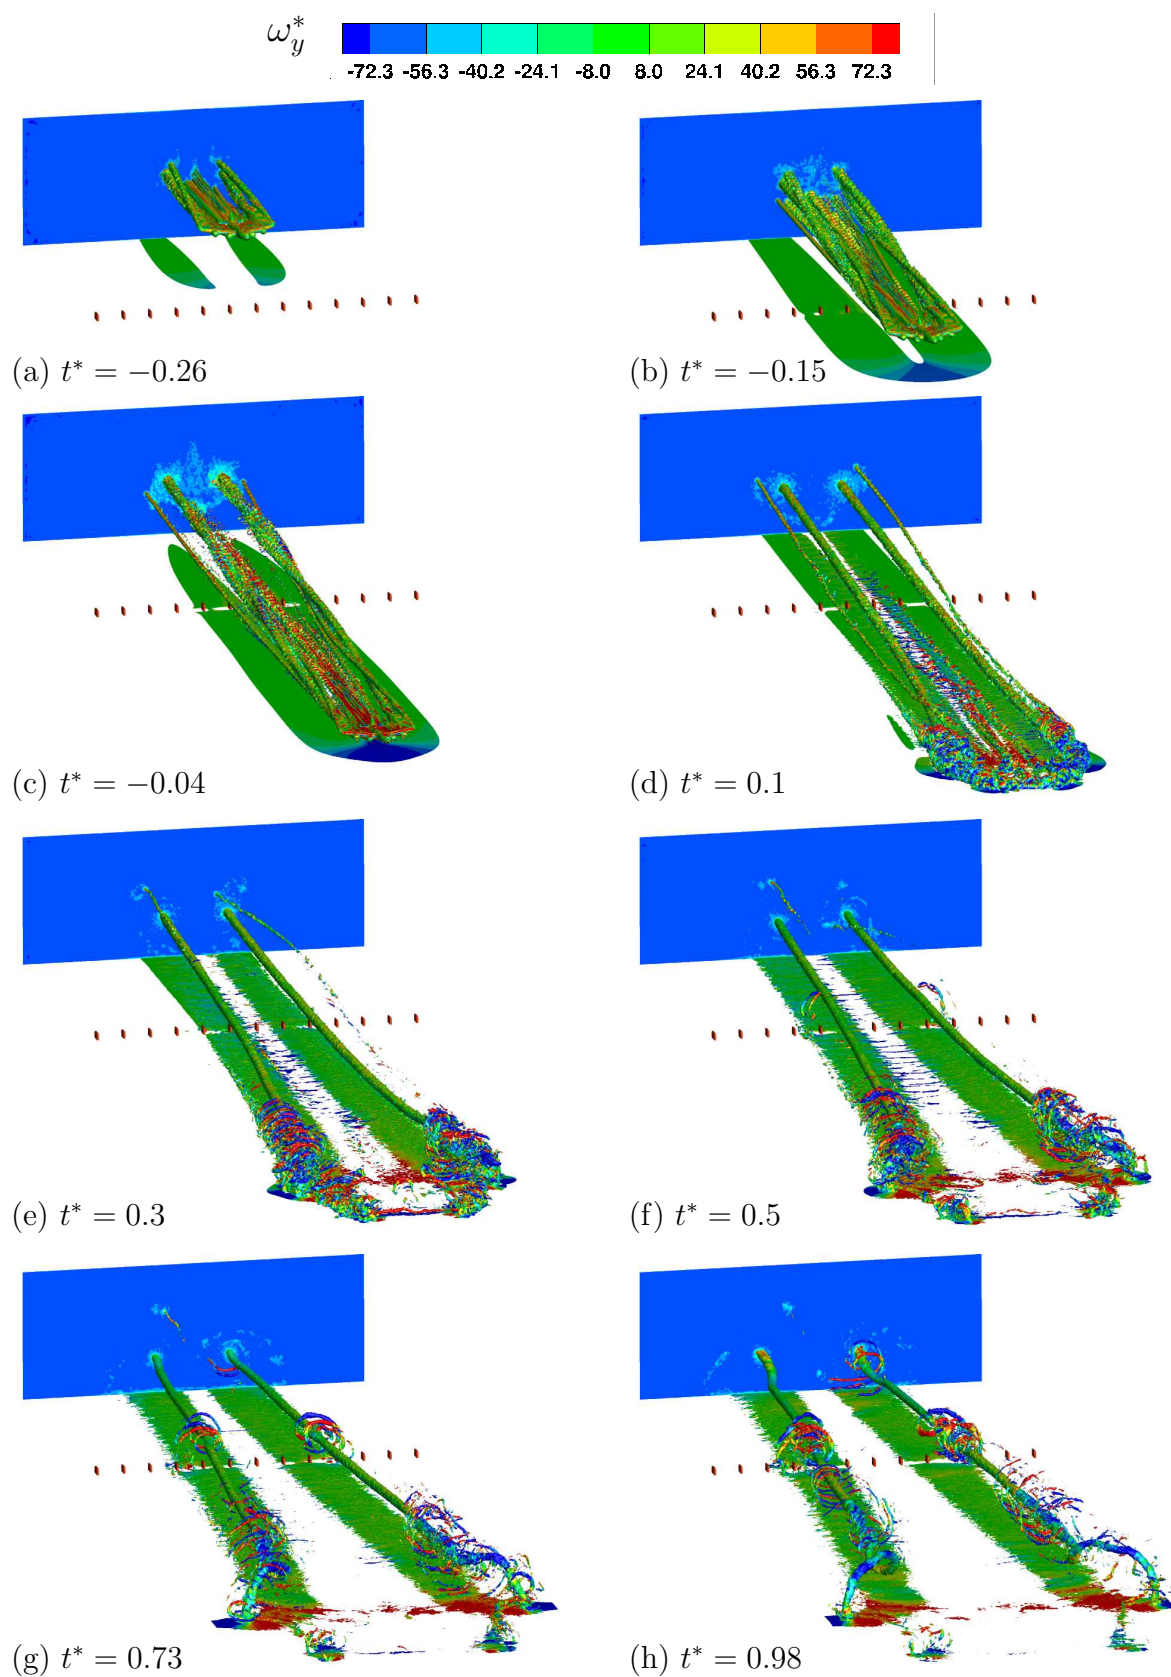 ω*y
-72.3 -56.3 -40.2 -24.1 -8.0 8.0 24.1 40.2 56.3 72.3
(a) t* = −0.26
(b) t* = −0.15
(c) t* = −0.04
(d) t* = 0.1
(e) t* = 0.3
(f) t* = 0.5
(g) t* = 0.73
(h) t* = 0.98